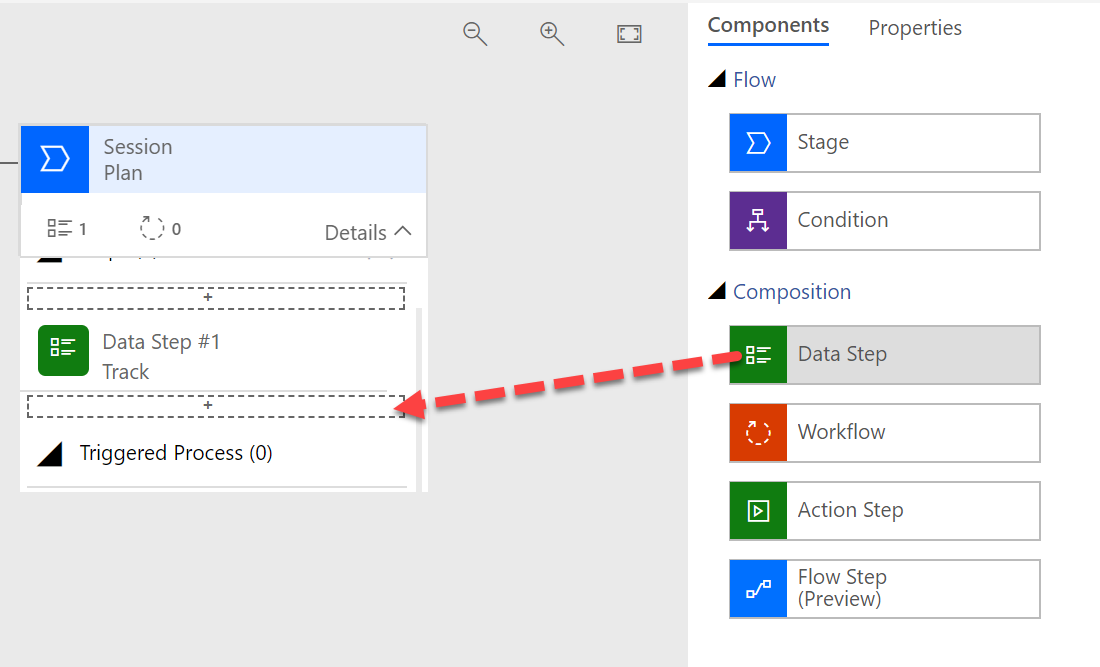 Components
Properties
Flow
Stage
Condition
Composition
Data Step
Workflow
Action Step
Flow Step
(Preview)
Session
Plan
1
0
Details
+
Data Step #1
Track
+
Triggered Process (0)